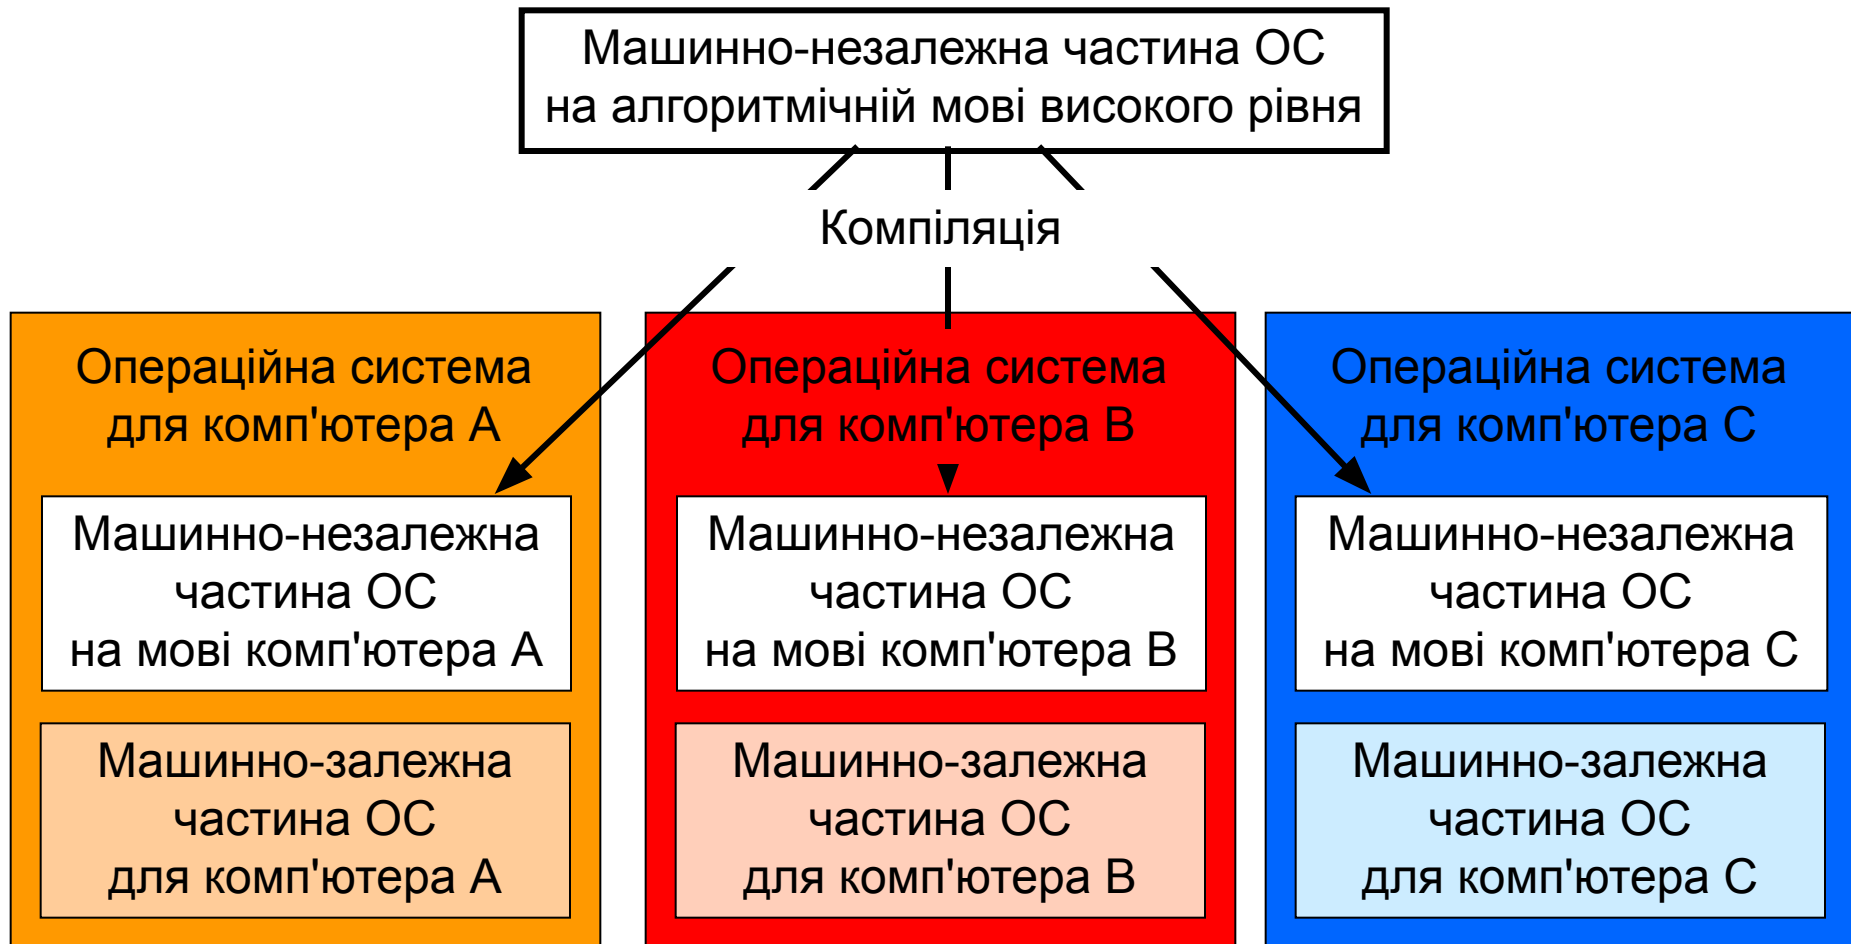 Машинно-незалежна частина ОС
на алгоритмічній мові високого рівня
Компіляція
Операційна система
для комп'ютера А
Машинно-незалежна
частина ОС
на мові комп'ютера А
Машинно-залежна
частина ОС
для комп'ютера А
Операційна система
для комп'ютера В
Машинно-незалежна
частина ОС
на мові комп'ютера В
Машинно-залежна
частина ОС
для комп'ютера В
Операційна система
для комп'ютера С
Машинно-незалежна
частина ОС
на мові комп'ютера С
Машинно-залежна
частина ОС
для комп'ютера С